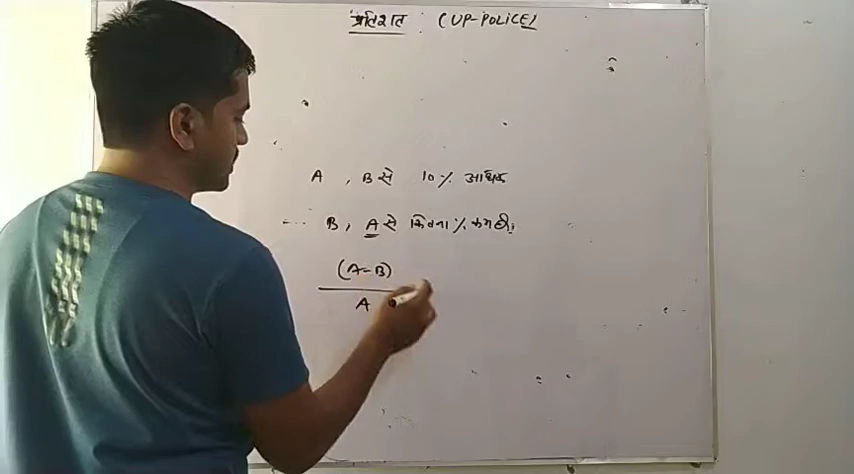 प्रतिशत : (UP-POLICE)
A , B से 10 % अधिक
B , A से कितना % कम है।
(A-B)
A